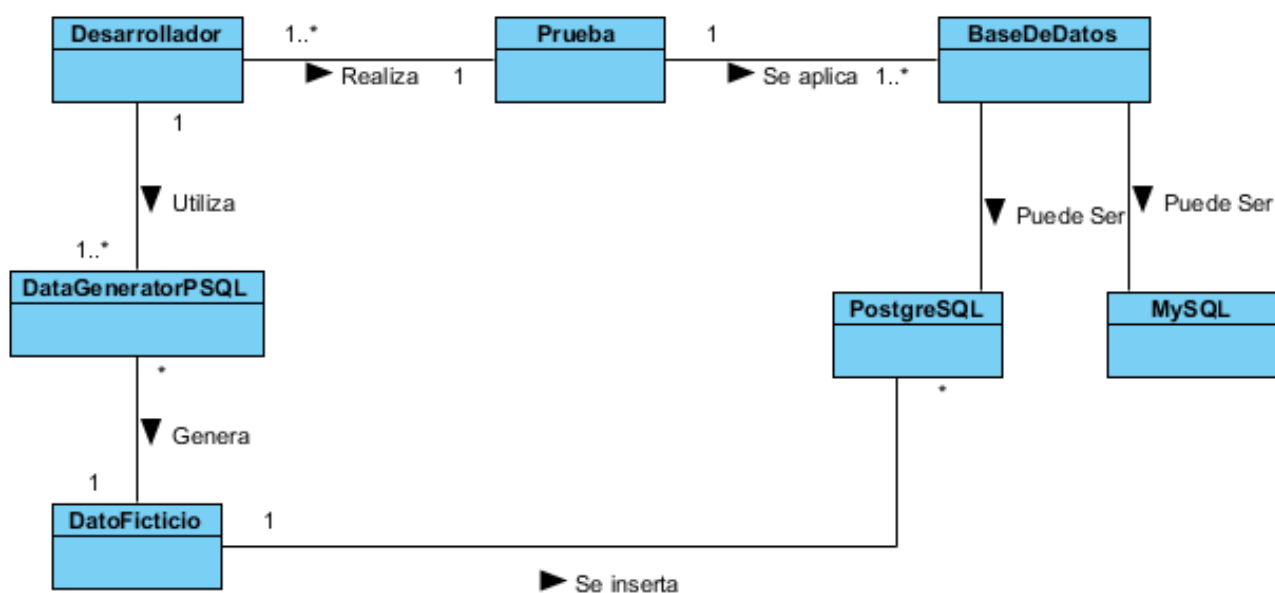 Desarrollador
1..*
Prueba
1
BaseDeDatos
Realiza
1
Se aplica
1..*
1
Utiliza
Puede Ser
Puede Ser
1..*
DataGeneratorPSQL
PostgreSQL
MySQL
*
*
Genera
1
DatoFicticio
1
Se inserta